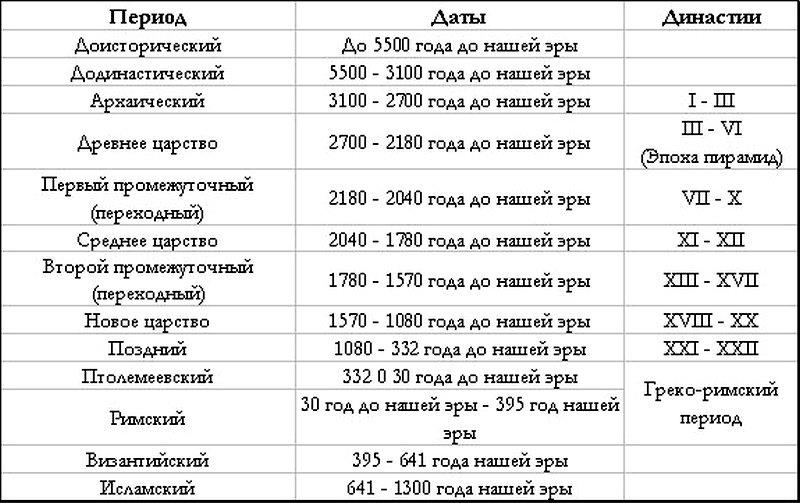 Период Даты Династии
Доисторический До 5500 года до нашей эры
Додинастический 5500 - 3100 года до нашей эры
Архаический 3100 - 2700 года до нашей эры I - III
Древнее царство 2700 - 2180 года до нашей эры III - VI
(Эпоха пирамид)
Первый промежуточный
(переходный) 2180 - 2040 года до нашей эры VII - X
Среднее царство 2040 - 1780 года до нашей эры XI - XII
Второй промежуточный
(переходный) 1780 - 1570 года до нашей эры XIII - XVII
Новое царство 1570 - 1080 года до нашей эры XVIII - XX
Поздний 1080 - 332 года до нашей эры XXI - XXII
Птолемеевский 332 0 30 года до нашей эры
Греко-римский
период
Римский 30 год до нашей эры - 395 год нашей
эры
Византийский 395 - 641 года нашей эры
Исламский 641 - 1300 года нашей эры